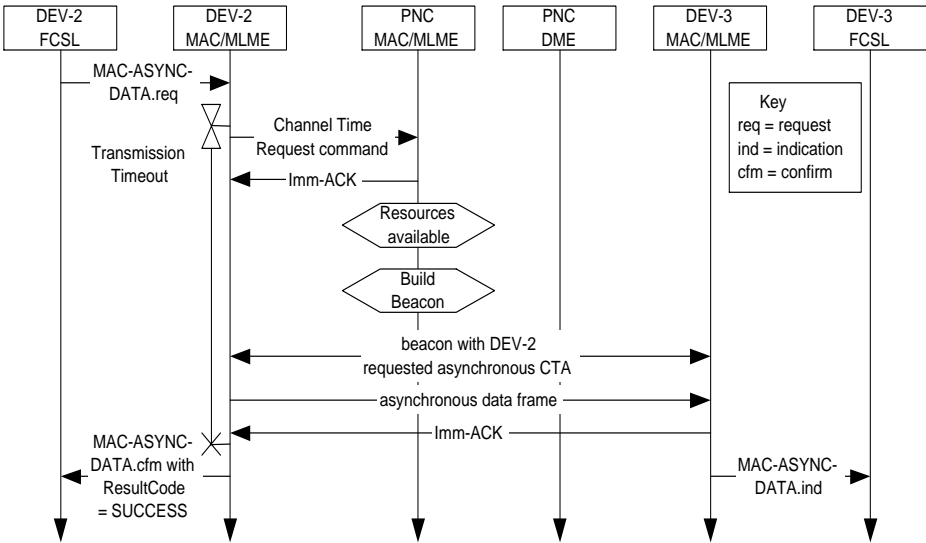 DEV-2
FCSL
DEV-2
MAC/MLME
PNC
MAC/MLME
PNC
DME
DEV-3
MAC/MLME
DEV-3
FCSL
MAC-ASYNC-
DATA.req
Key
req = request
ind = indication
cfm = confirm
Channel Time
Request command
Transmission
Timeout
Imm-ACK
Resources
available
Build
Beacon
beacon with DEV-2
requested asynchronous CTA
asynchronous data frame
Imm-ACK
MAC-ASYNC-
DATA.cfm with
ResultCode
= SUCCESS
MAC-ASYNC-
DATA.ind